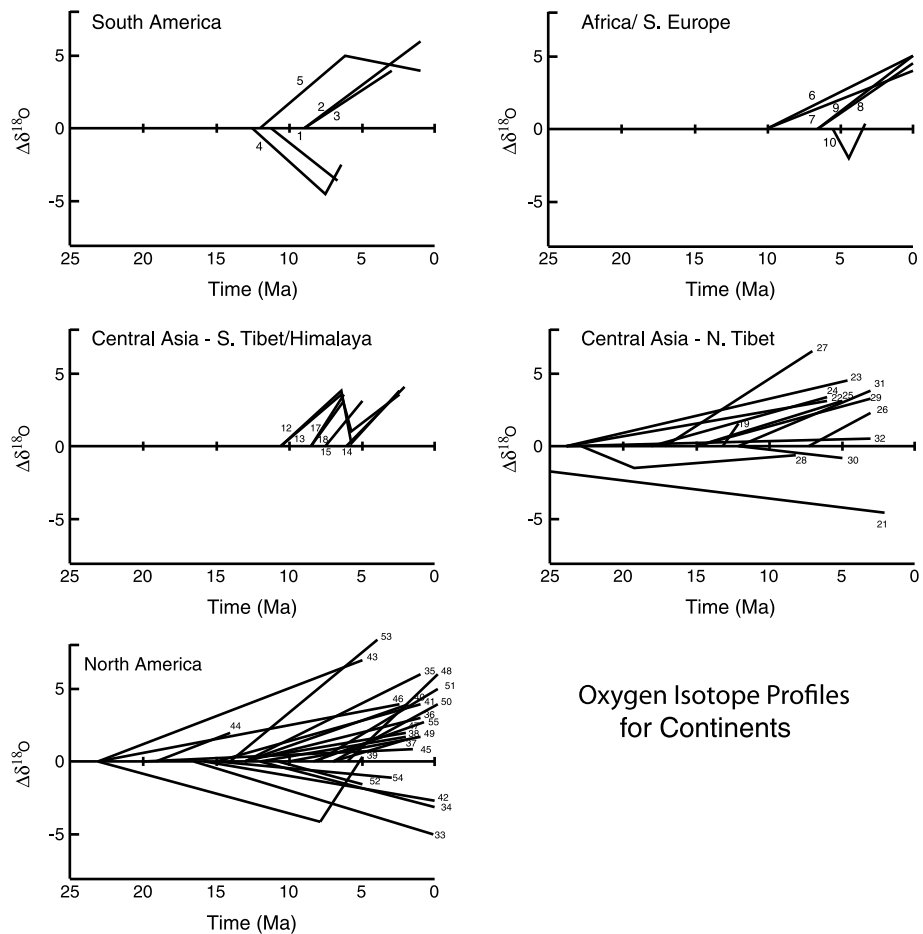 South America
Δδ18O
5
0
-5
5
2
3
1
4
25 20 15 10 5 0
Time (Ma)
Africa/ S. Europe
Δδ18O
5
0
-5
6
9
8
7
10
25 20 15 10 5 0
Time (Ma)
Central Asia - S. Tibet/Himalaya
Δδ18O
5
0
-5
12
17
13
18
15
14
25 20 15 10 5 0
Time (Ma)
Central Asia - N. Tibet
Δδ18O
5
0
-5
27
23
24
31
22
25
29
26
19
32
28
30
21
25 20 15 10 5 0
Time (Ma)
North America
Δδ18O
5
0
-5
53
43
35
48
51
46
41
50
36
55
44
38
49
37
45
39
54
52
42
34
33
25 20 15 10 5 0
Time (Ma)
Oxygen Isotope Profiles
for Continents